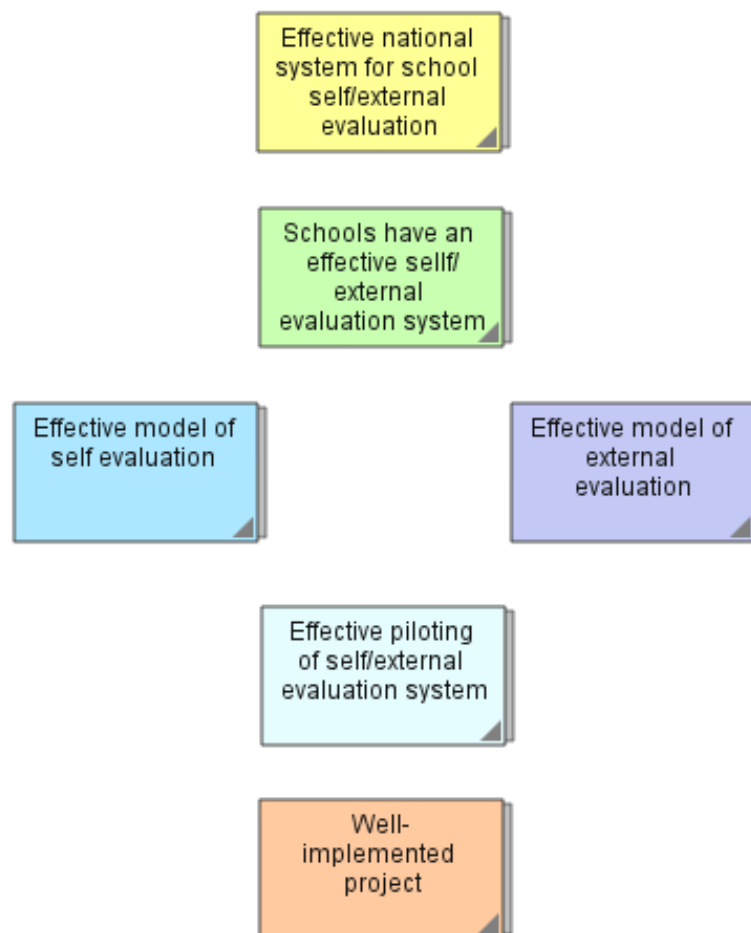 Effective national
system for school
self/external
evaluation
Schools have an
effective sellf/
external
evaluation system
Effective model of
self evaluation
Effective model of
external
evaluation
Effective piloting
of self/external
evaluation system
Well-
implemented
project